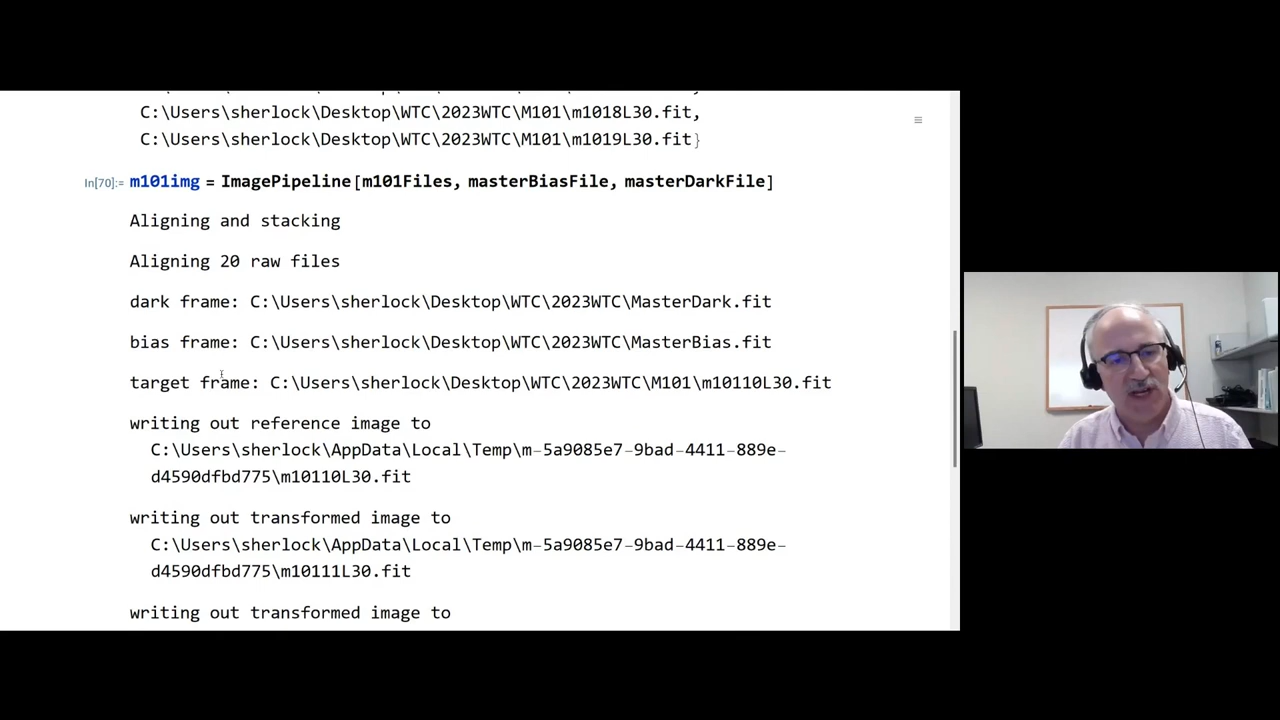 C:\Users\sherlock\Desktop\WTC\2023WTC\M101\m1018L30.fit,
C:\Users\sherlock\Desktop\WTC\2023WTC\M101\m1019L30.fit}
In[70]:= m101img = ImagePipeline[m101Files, masterBiasFile, masterDarkFile]
Aligning and stacking
Aligning 20 raw files
dark frame: C:\Users\sherlock\Desktop\WTC\2023WTC\MasterDark.fit
bias frame: C:\Users\sherlock\Desktop\WTC\2023WTC\MasterBias.fit
target frame: C:\Users\sherlock\Desktop\WTC\2023WTC\M101\m10110L30.fit
writing out reference image to
C:\Users\sherlock\AppData\Local\Temp\m-5a9085e7-9bad-4411-889e-
d4590dfbd775\m10110L30.fit
writing out transformed image to
C:\Users\sherlock\AppData\Local\Temp\m-5a9085e7-9bad-4411-889e-
d4590dfbd775\m10111L30.fit
writing out transformed image to